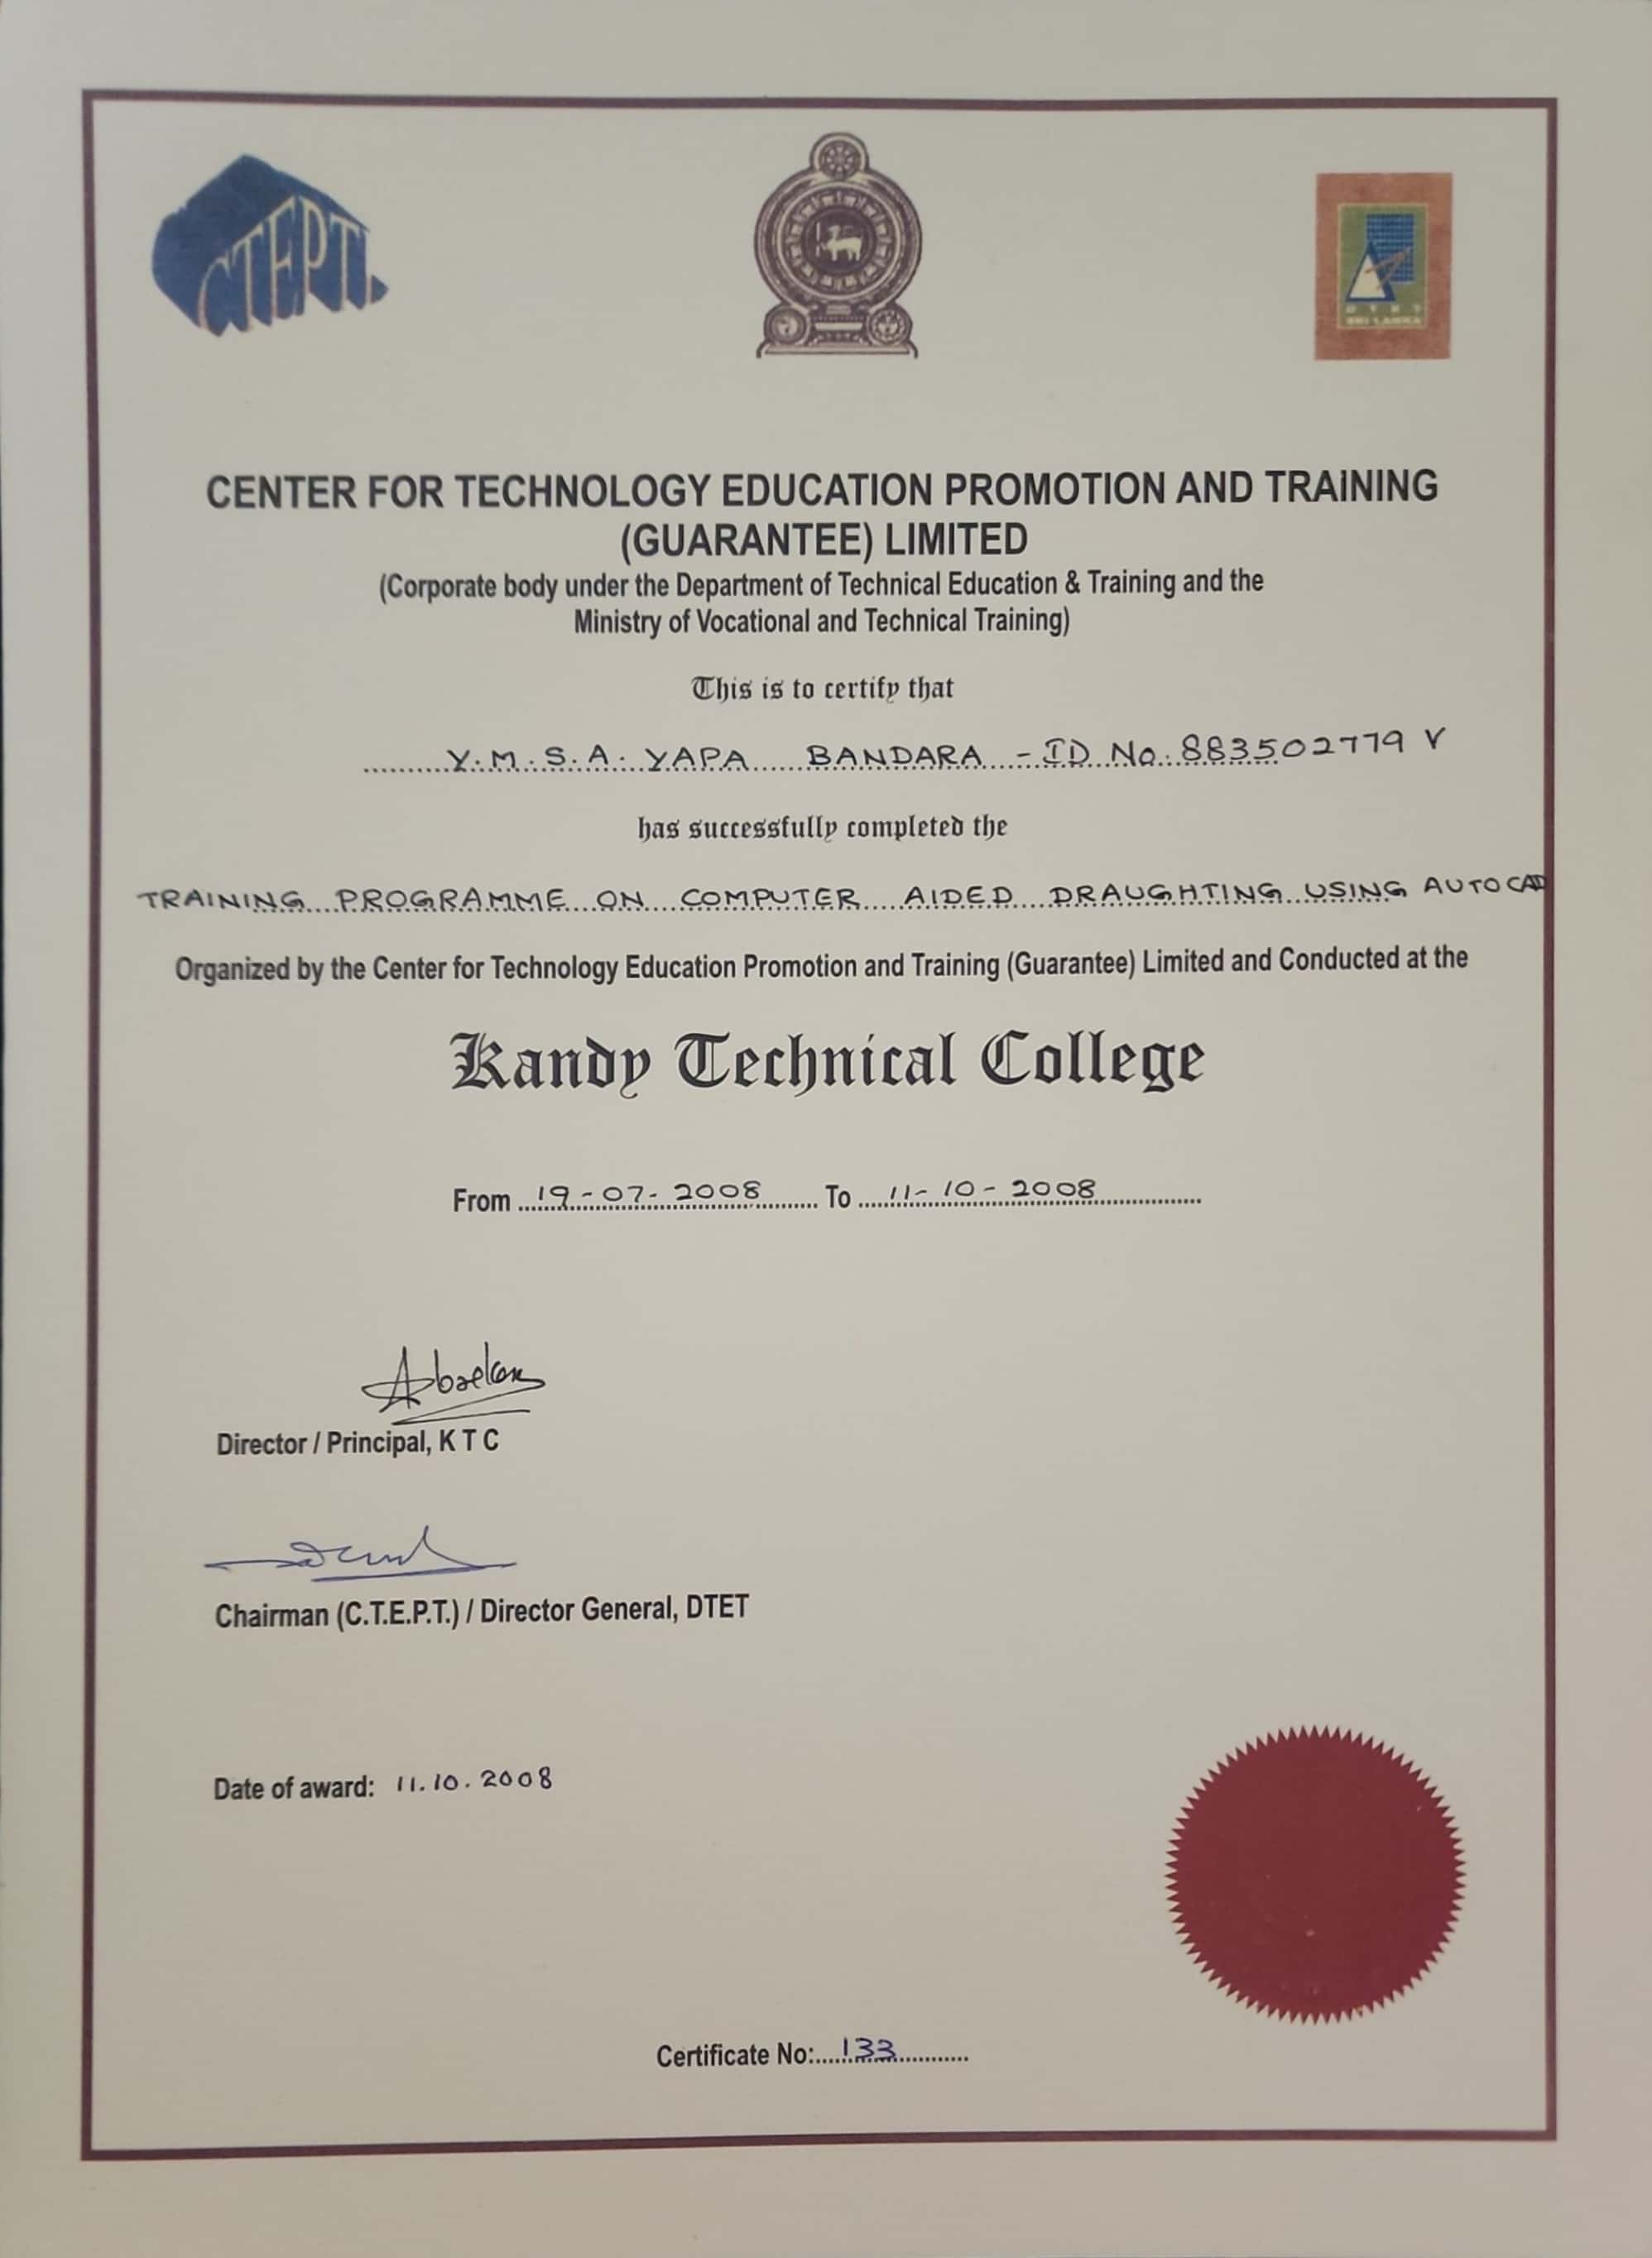 CTEPT.
DTET
SRI LANKA
CENTER FOR TECHNOLOGY EDUCATION PROMOTION AND TRAINING
(GUARANTEE) LIMITED
(Corporate body under the Department of Technical Education & Training and the
Ministry of Vocational and Technical Training)
This is to certify that
Y.M.S.A. YAPA BANDARA - ID No. 883502779 V
has successfully completed the
TRAINING PROGRAMME ON COMPUTER AIDED DRAUGHTING USING AUTOCAD
Organized by the Center for Technology Education Promotion and Training (Guarantee) Limited and Conducted at the
Kandy Technical College
From 19-07-2008 To 11-10-2008
Director / Principal, K T C
Chairman (C.T.E.P.T.) / Director General, DTET
Date of award: 11.10.2008
Certificate No: 133